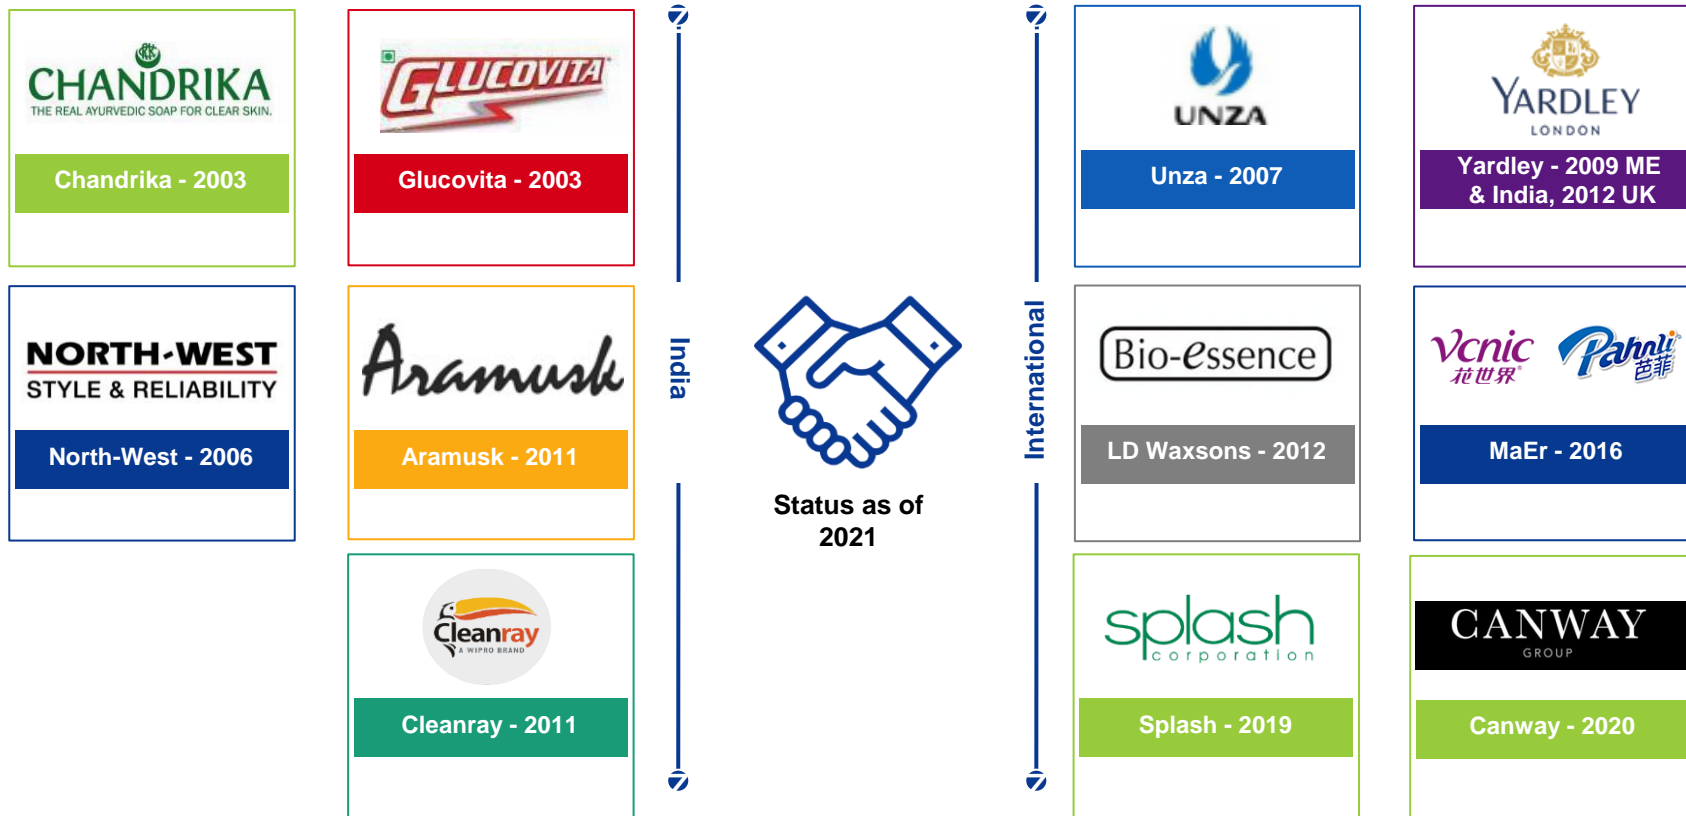 CHANDRIKA
THE REAL AYURVEDIC SOAP FOR CLEAR SKIN.
Chandrika - 2003
GLUCOVITA
Glucovita - 2003
NORTH-WEST
STYLE & RELIABILITY
North-West - 2006
Aramusk
Aramusk - 2011
Cleanray
A WIPRO BRAND
Cleanray - 2011
India
Status as of
2021
International
UNZA
Unza - 2007
YARDLEY
LONDON
Yardley - 2009 ME
& India, 2012 UK
Bio-essence
LD Waxsons - 2012
Vcnic
花世界
Pahnli
芭菲
MaEr - 2016
splash
corporation
Splash - 2019
CANWAY
GROUP
Canway - 2020